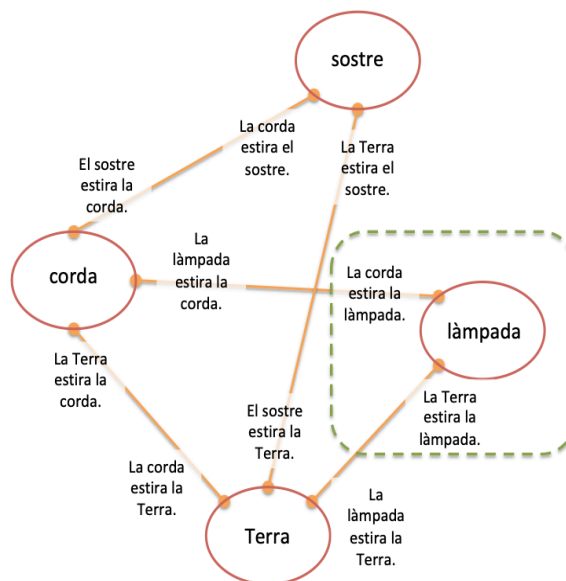 sostre
La corda
estira el
sostre.
La Terra
estira el
sostre.
El sostre
estira la
corda.
La
làmpada
estira la
corda.
corda
La corda
estira la
làmpada.
làmpada
La Terra
estira la
corda.
El sostre
estira la
Terra.
La Terra
estira la
làmpada.
La corda
estira la
Terra.
La
làmpada
estira la
Terra.
Terra